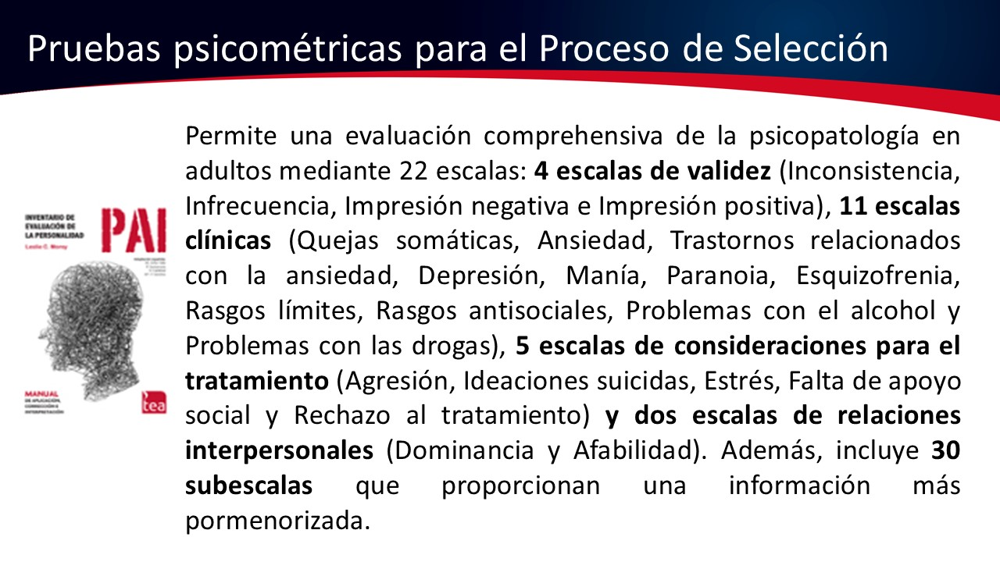 Pruebas psicométricas para el Proceso de Selección
Permite una evaluación comprehensiva de la psicopatología en
adultos mediante 22 escalas: 4 escalas de validez (Inconsistencia,
Infrecuencia, Impresión negativa e Impresión positiva), 11 escalas
clínicas (Quejas somáticas, Ansiedad, Trastornos relacionados
con la ansiedad, Depresión, Manía, Paranoia, Esquizofrenia,
Rasgos límites, Rasgos antisociales, Problemas con el alcohol y
Problemas con las drogas), 5 escalas de consideraciones para el
tratamiento (Agresión, Ideaciones suicidas, Estrés, Falta de apoyo
social y Rechazo al tratamiento) y dos escalas de relaciones
interpersonales (Dominancia y Afabilidad). Además, incluye 30
subescalas que proporcionan una información más
pormenorizada.
INVENTARIO DE
EVALUACIÓN DE
LA PERSONALIDAD
Leslie C. Morey
PAI
MANUAL
DE APLICACIÓN,
CORRECCIÓN E
INTERPRETACIÓN
tea